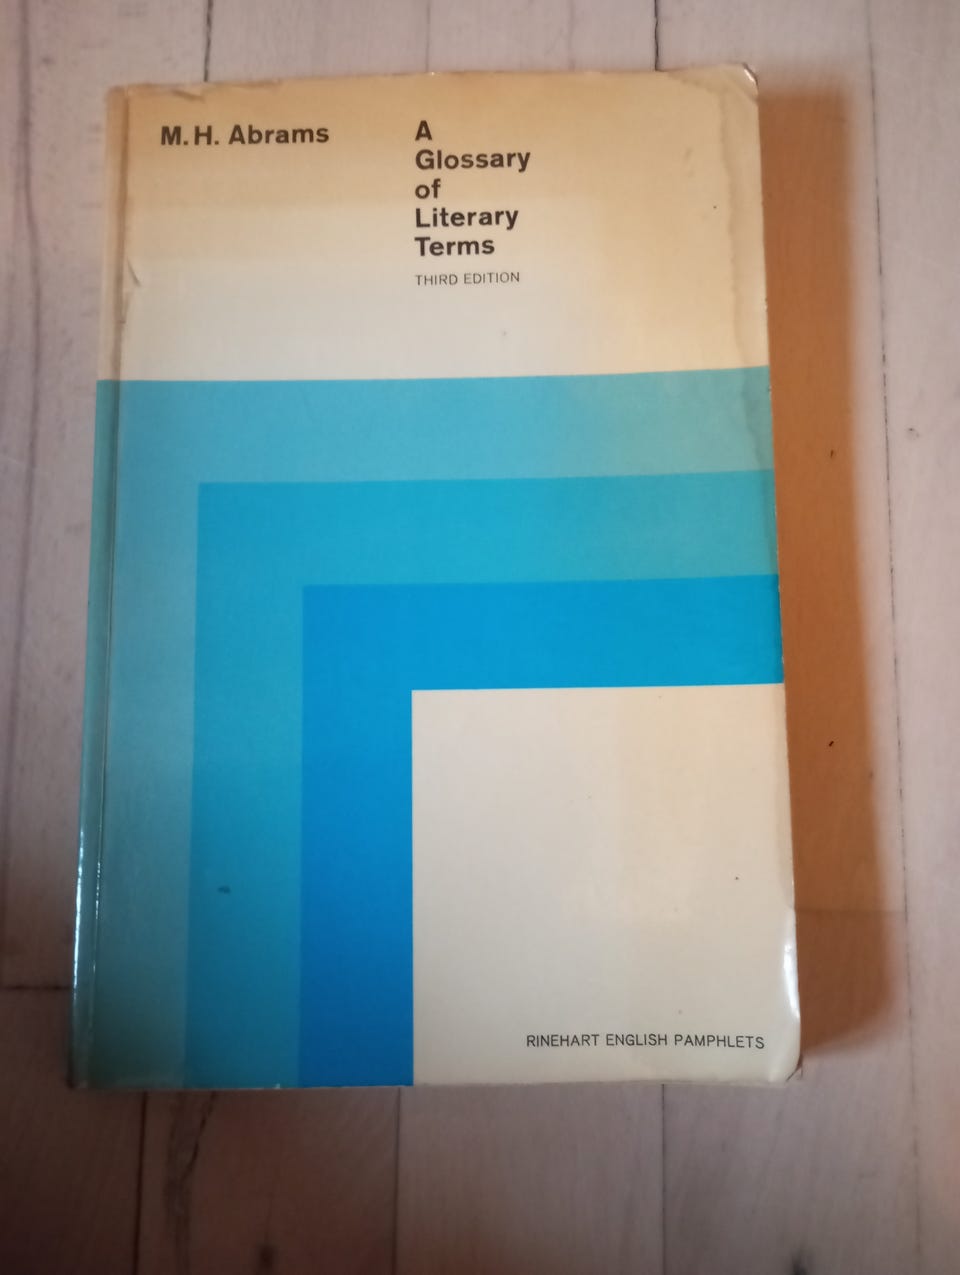 M.H. Abrams
A
Glossary
of
Literary
Terms
THIRD EDITION
RINEHART ENGLISH PAMPHLETS